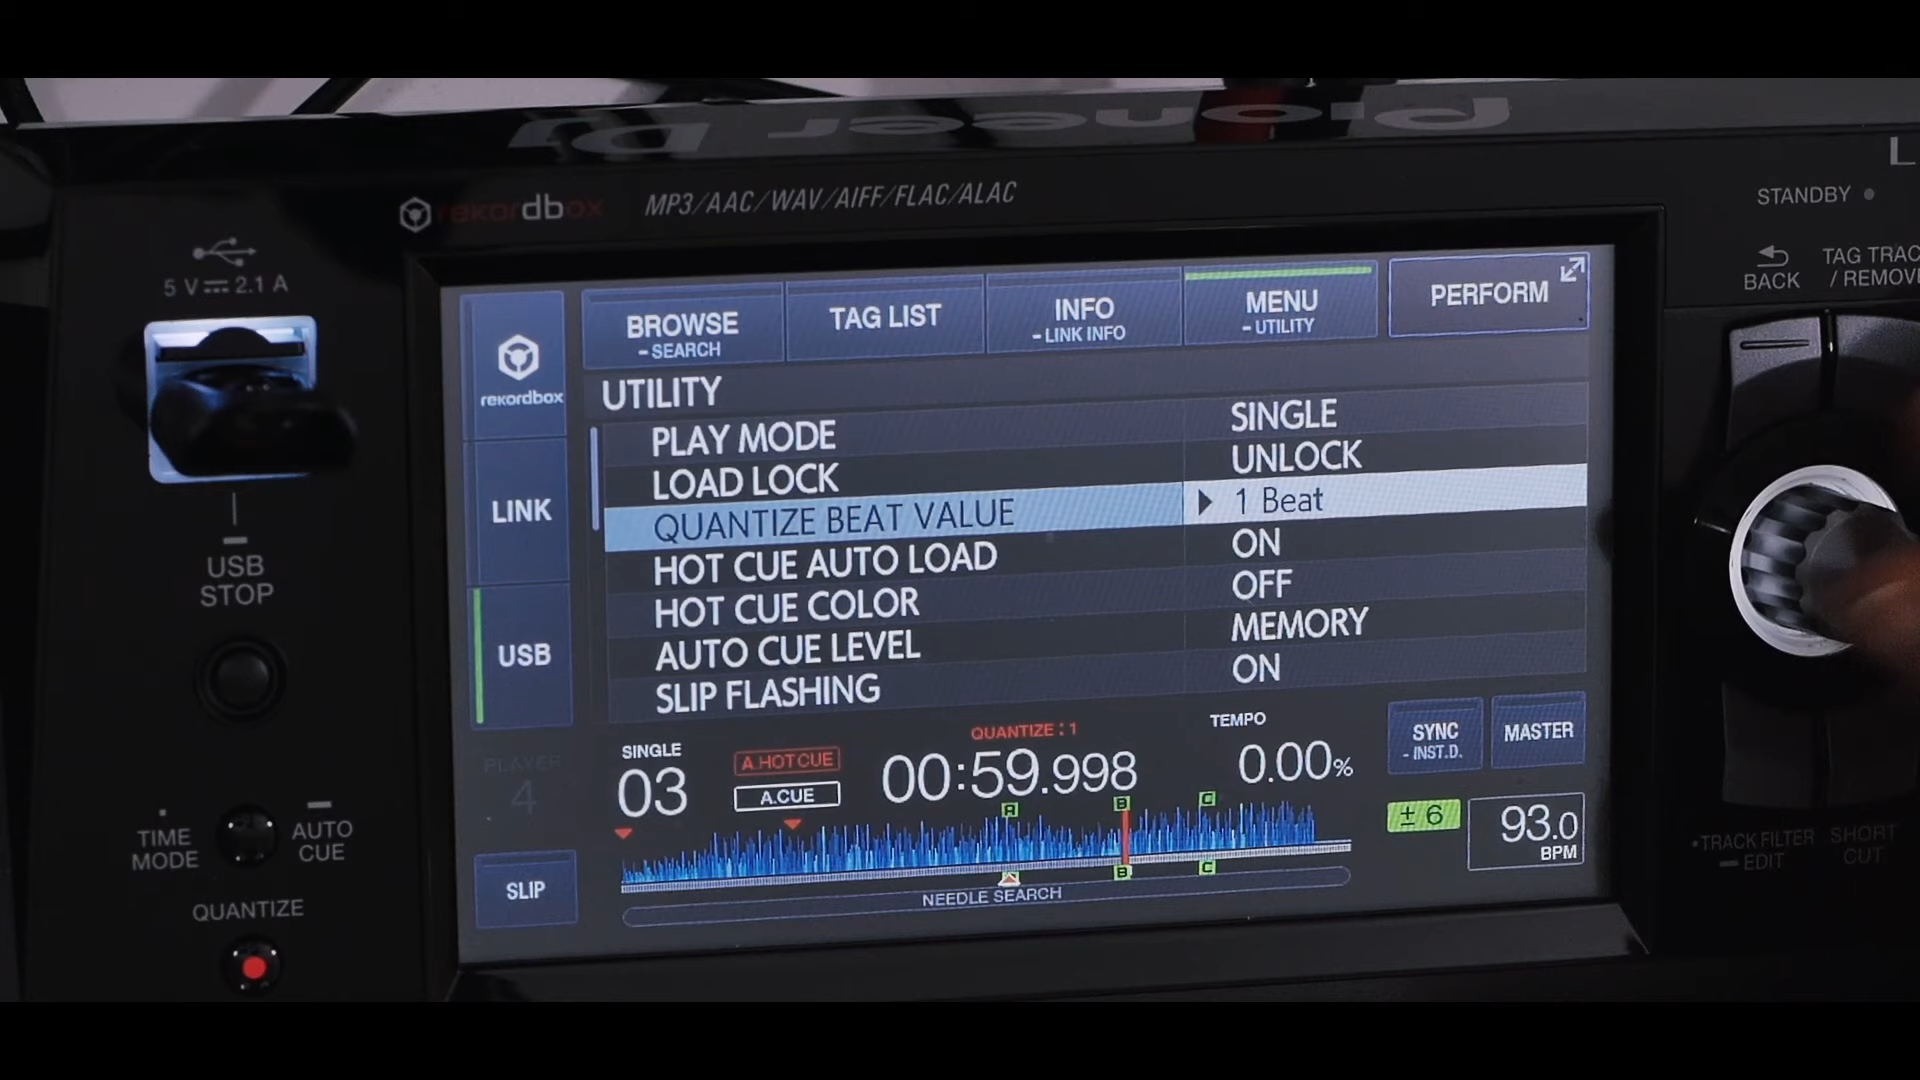 Pioneer DJ
rekordbox
MP3/AAC/WAV/AIFF/FLAC/ALAC
STANDBY
BACK
/ REMOVE
5 V 2.1 A
USB
STOP
rekordbox
LINK
USB
BROWSE
- SEARCH
TAG LIST
INFO
- LINK INFO
MENU
- UTILITY
PERFORM
UTILITY
PLAY MODE SINGLE
LOAD LOCK UNLOCK
QUANTIZE BEAT VALUE 1 Beat
HOT CUE AUTO LOAD ON
HOT CUE COLOR OFF
AUTO CUE LEVEL MEMORY
SLIP FLASHING ON
PLAYER
4
SINGLE
03
A.HOT CUE
A.CUE
QUANTIZE : 1
00:59.998
TEMPO
0.00%
SYNC
- INST.D.
MASTER
± 6
93.0
BPM
A B C
B C
NEEDLE SEARCH
SLIP
TIME
MODE
AUTO
CUE
QUANTIZE
TRACK FILTER
EDIT
SHORT
CUT